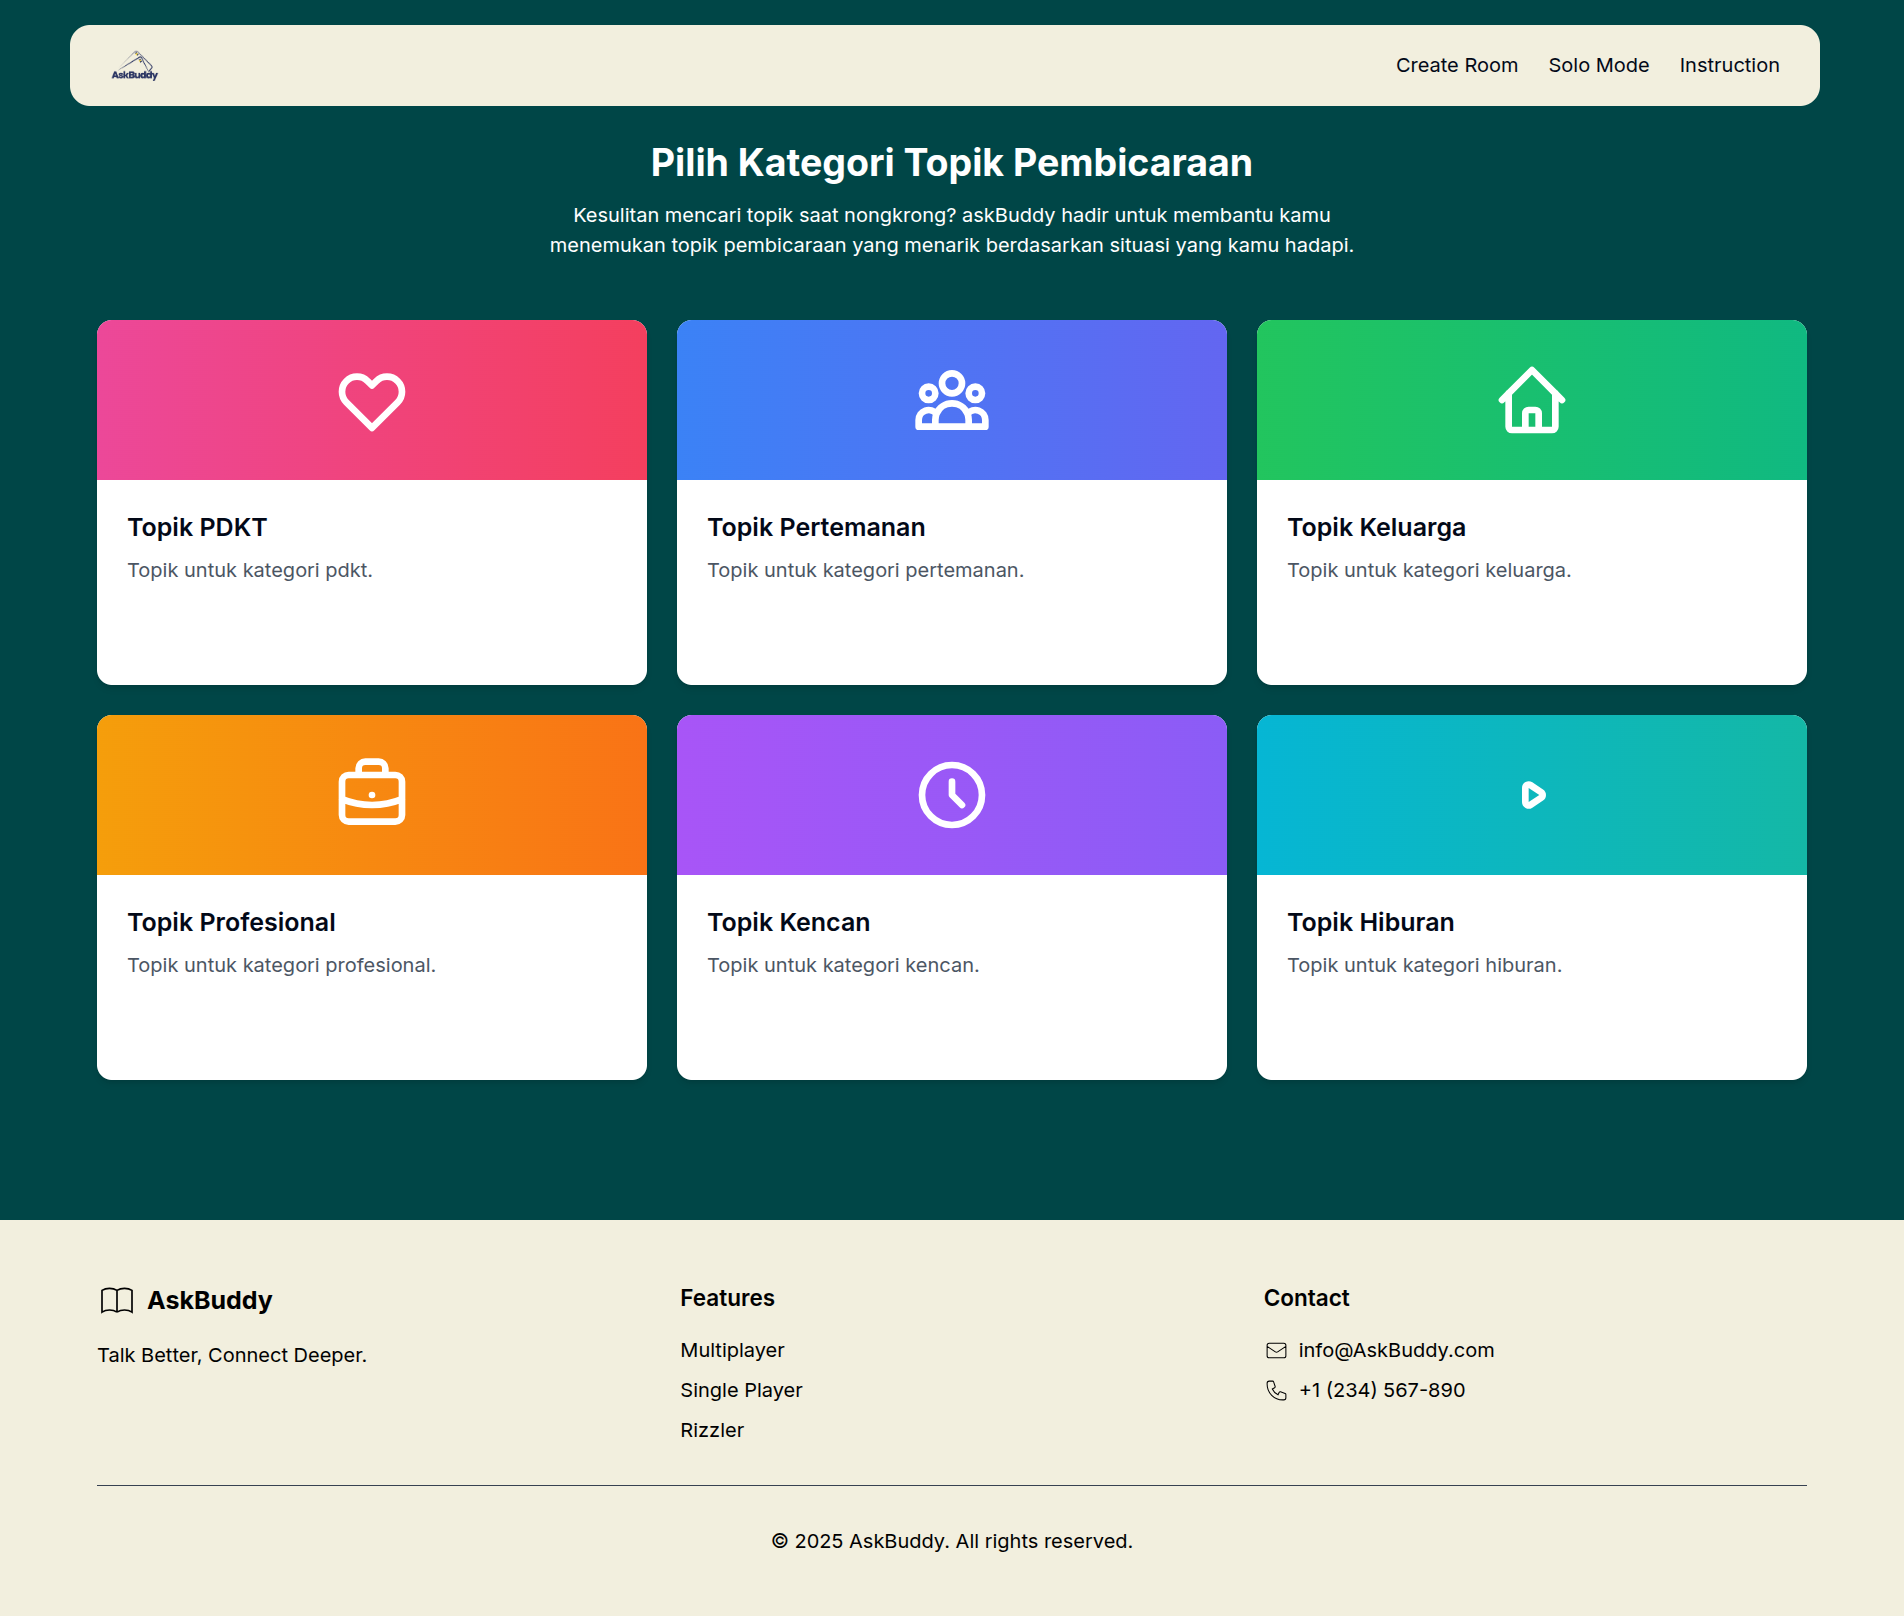 AskBuddy
Create Room
Solo Mode
Instruction
Pilih Kategori Topik Pembicaraan
Kesulitan mencari topik saat nongkrong? askBuddy hadir untuk membantu kamu
menemukan topik pembicaraan yang menarik berdasarkan situasi yang kamu hadapi.
Topik PDKT
Topik untuk kategori pdkt.
Topik Pertemanan
Topik untuk kategori pertemanan.
Topik Keluarga
Topik untuk kategori keluarga.
Topik Profesional
Topik untuk kategori profesional.
Topik Kencan
Topik untuk kategori kencan.
Topik Hiburan
Topik untuk kategori hiburan.
AskBuddy
Talk Better, Connect Deeper.
Features
Multiplayer
Single Player
Rizzler
Contact
info@AskBuddy.com
+1 (234) 567-890
© 2025 AskBuddy. All rights reserved.